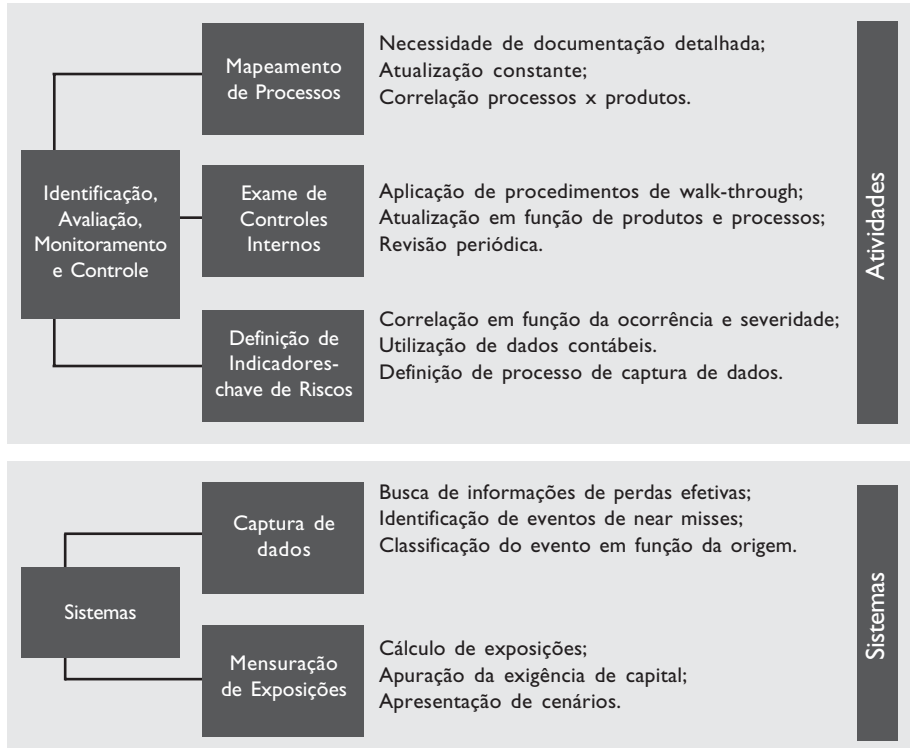 Mapeamento
de Processos
Necessidade de documentação detalhada;
Atualização constante;
Correlação processos x produtos.
Identificação,
Avaliação,
Monitoramento
e Controle
Exame de
Controles
Internos
Aplicação de procedimentos de walk-through;
Atualização em função de produtos e processos;
Revisão periódica.
Definição de
Indicadores-
chave de Riscos
Correlação em função da ocorrência e severidade;
Utilização de dados contábeis.
Definição de processo de captura de dados.
Atividades
Captura de
dados
Busca de informações de perdas efetivas;
Identificação de eventos de near misses;
Classificação do evento em função da origem.
Sistemas
Mensuração
de Exposições
Cálculo de exposições;
Apuração da exigência de capital;
Apresentação de cenários.
Sistemas